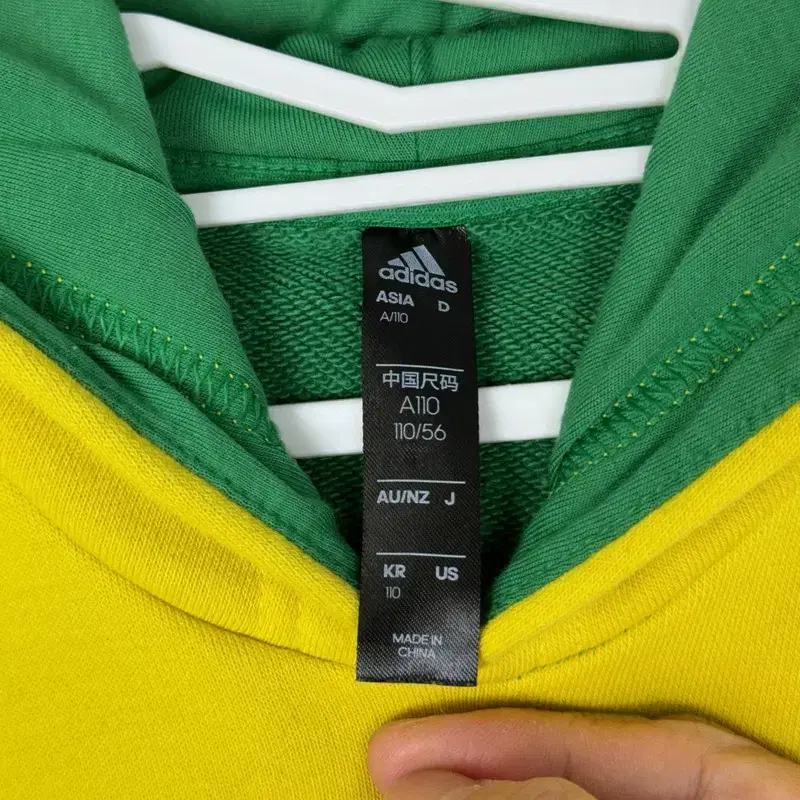 adidas
ASIA D
A/110
中国尺码
A110
110/56
AU/NZ J
KR US
110
MADE IN
CHINA